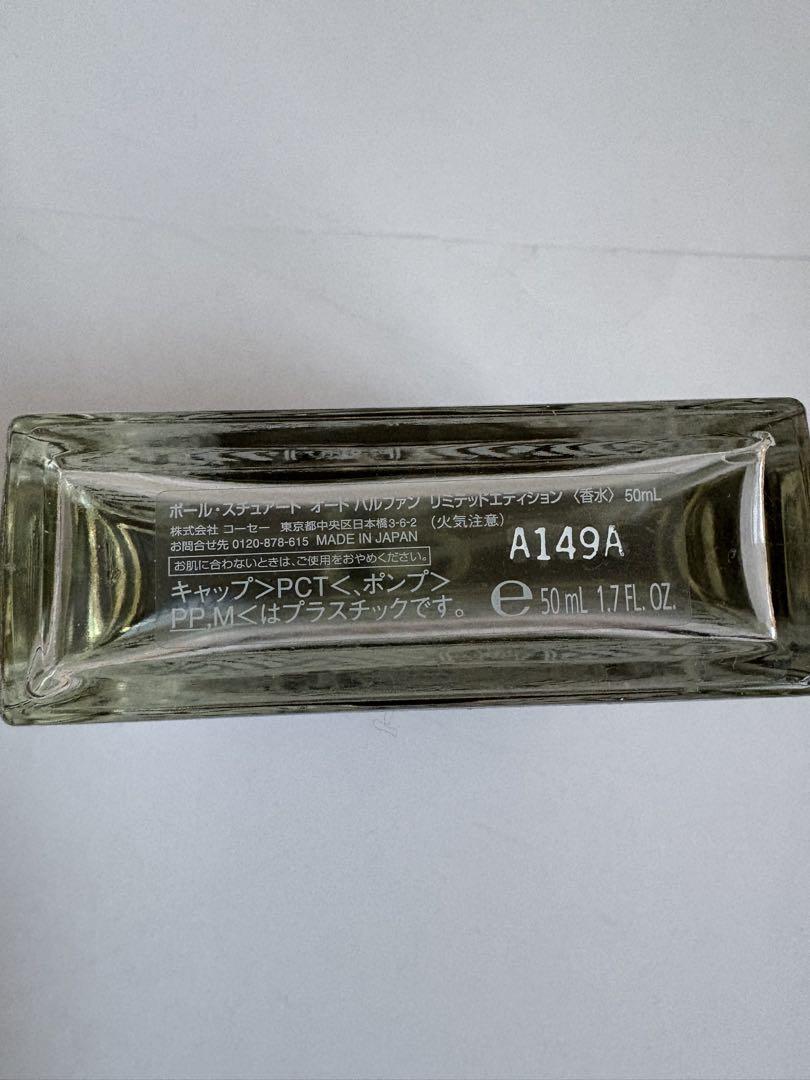 ポール・スチュアート オード パルファン リミテッドエディション 〈香水〉 50mL
株式会社 コーセー 東京都中央区日本橋3-6-2 (火気注意)
お問合せ先 0120-878-615 MADE IN JAPAN
A149A
お肌に合わないときは、ご使用をおやめください。
キャップ>PCT<、ポンプ>
PP,M<はプラスチックです。
℮ 50 mL 1.7 FL. OZ.